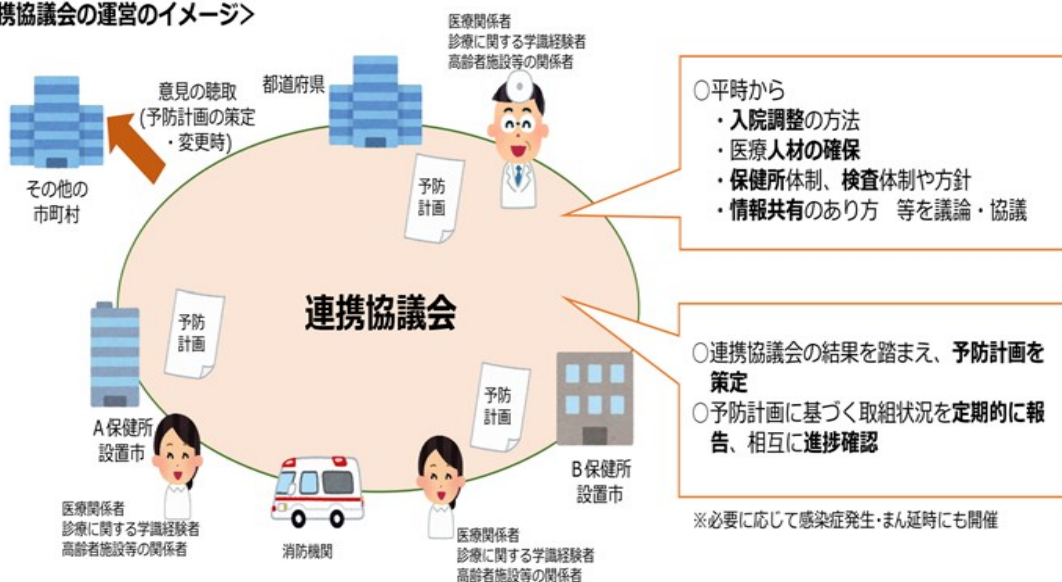 携協議会の運営のイメージ>
医療関係者
診療に関する学識経験者
高齢者施設等の関係者
都道府県
意見の聴取
(予防計画の策定
・変更時)
その他の
市町村
予防
計画
○平時から
・入院調整の方法
・医療人材の確保
・保健所体制、検査体制や方針
・情報共有のあり方 等を議論・協議
連携協議会
予防
計画
予防
計画
○連携協議会の結果を踏まえ、予防計画を
策定
○予防計画に基づく取組状況を定期的に報
告、相互に進捗確認
A保健所
設置市
B保健所
設置市
医療関係者
診療に関する学識経験者
高齢者施設等の関係者
消防機関
医療関係者
診療に関する学識経験者
高齢者施設等の関係者
※必要に応じて感染症発生・まん延時にも開催